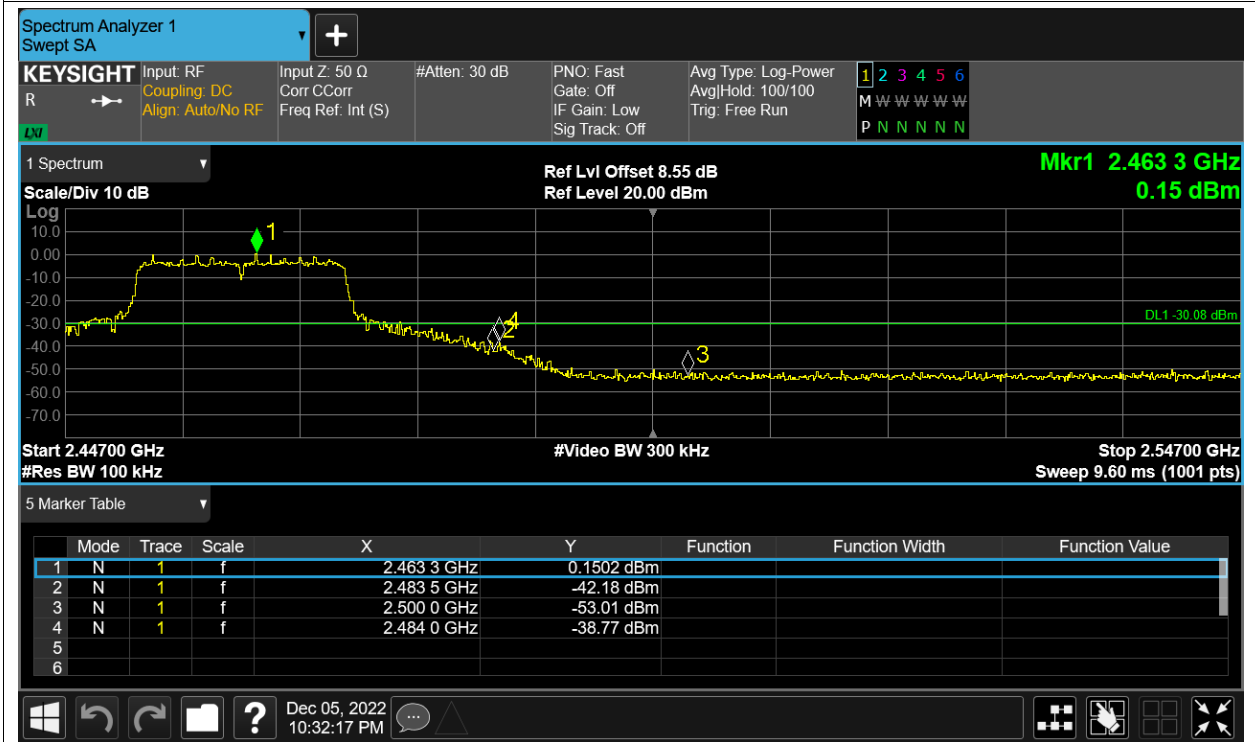 Spectrum Analyzer 1
Swept SA
+
KEYSIGHT Input: RF Input Z: 50 Ω #Atten: 30 dB PNO: Fast Avg Type: Log-Power 1 2 3 4 5 6
R Coupling: DC Corr CCorr Gate: Off Avg|Hold: 100/100 M W W W W W
Align: Auto/No RF Freq Ref: Int (S) IF Gain: Low Trig: Free Run
LXI Sig Track: Off P N N N N N
1 Spectrum Ref Lvl Offset 8.55 dB Mkr1 2.463 3 GHz
Scale/Div 10 dB Ref Level 20.00 dBm 0.15 dBm
Log
10.0 1
0.00
-10.0
-20.0
-30.0 4 DL1 -30.08 dBm
-40.0 2
-50.0 3
-60.0
-70.0
Start 2.44700 GHz #Video BW 300 kHz Stop 2.54700 GHz
#Res BW 100 kHz Sweep 9.60 ms (1001 pts)
5 Marker Table
Mode Trace Scale X Y Function Function Width Function Value
1 N 1 f 2.463 3 GHz 0.1502 dBm
2 N 1 f 2.483 5 GHz -42.18 dBm
3 N 1 f 2.500 0 GHz -53.01 dBm
4 N 1 f 2.484 0 GHz -38.77 dBm
5
6
? Dec 05, 2022
10:32:17 PM